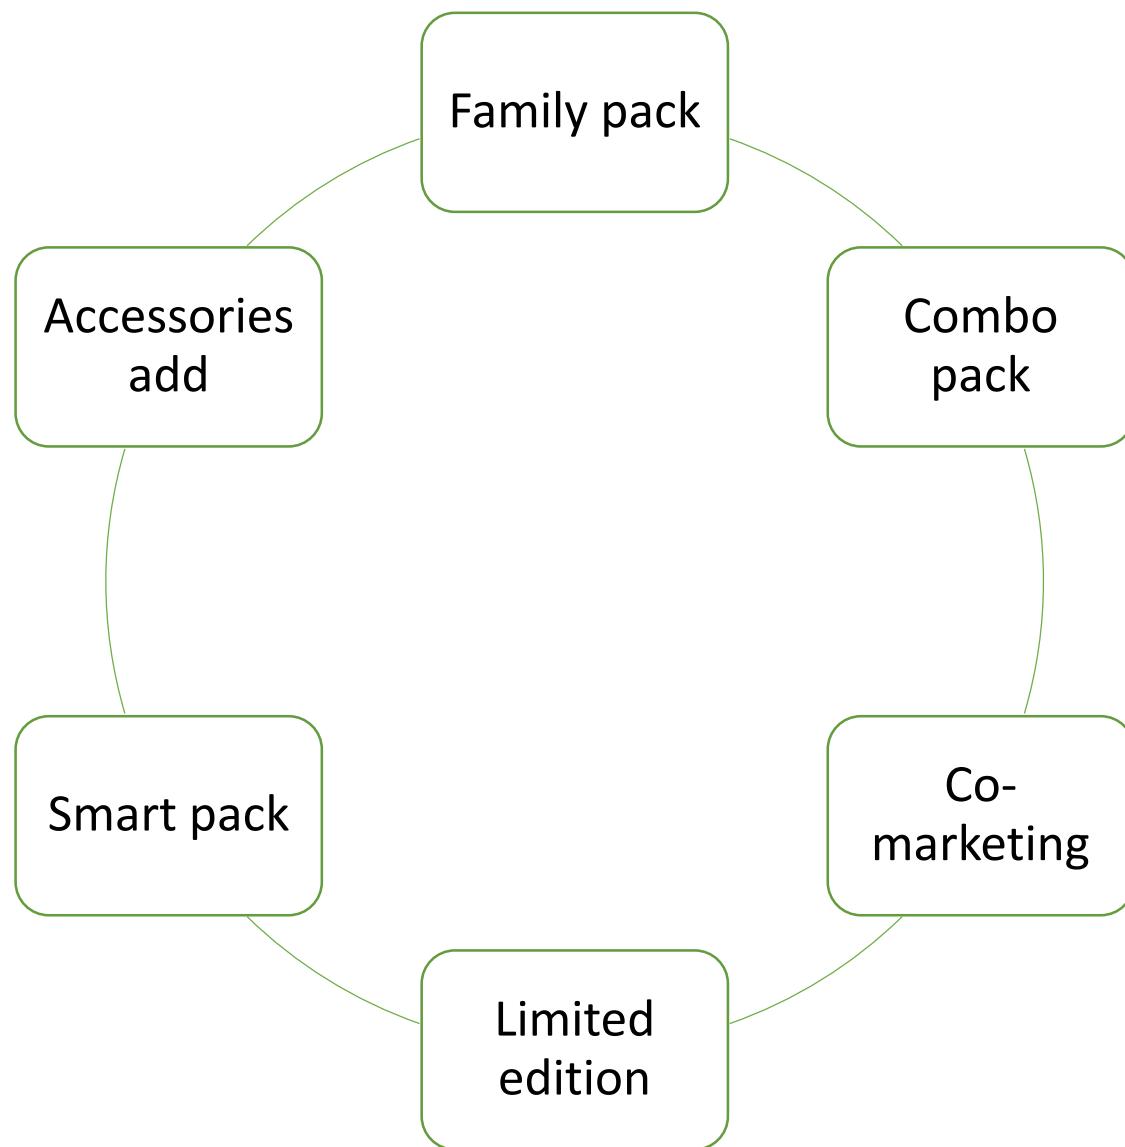 Family pack
Accessories
add
Combo
pack
Smart pack
Co-
marketing
Limited
edition